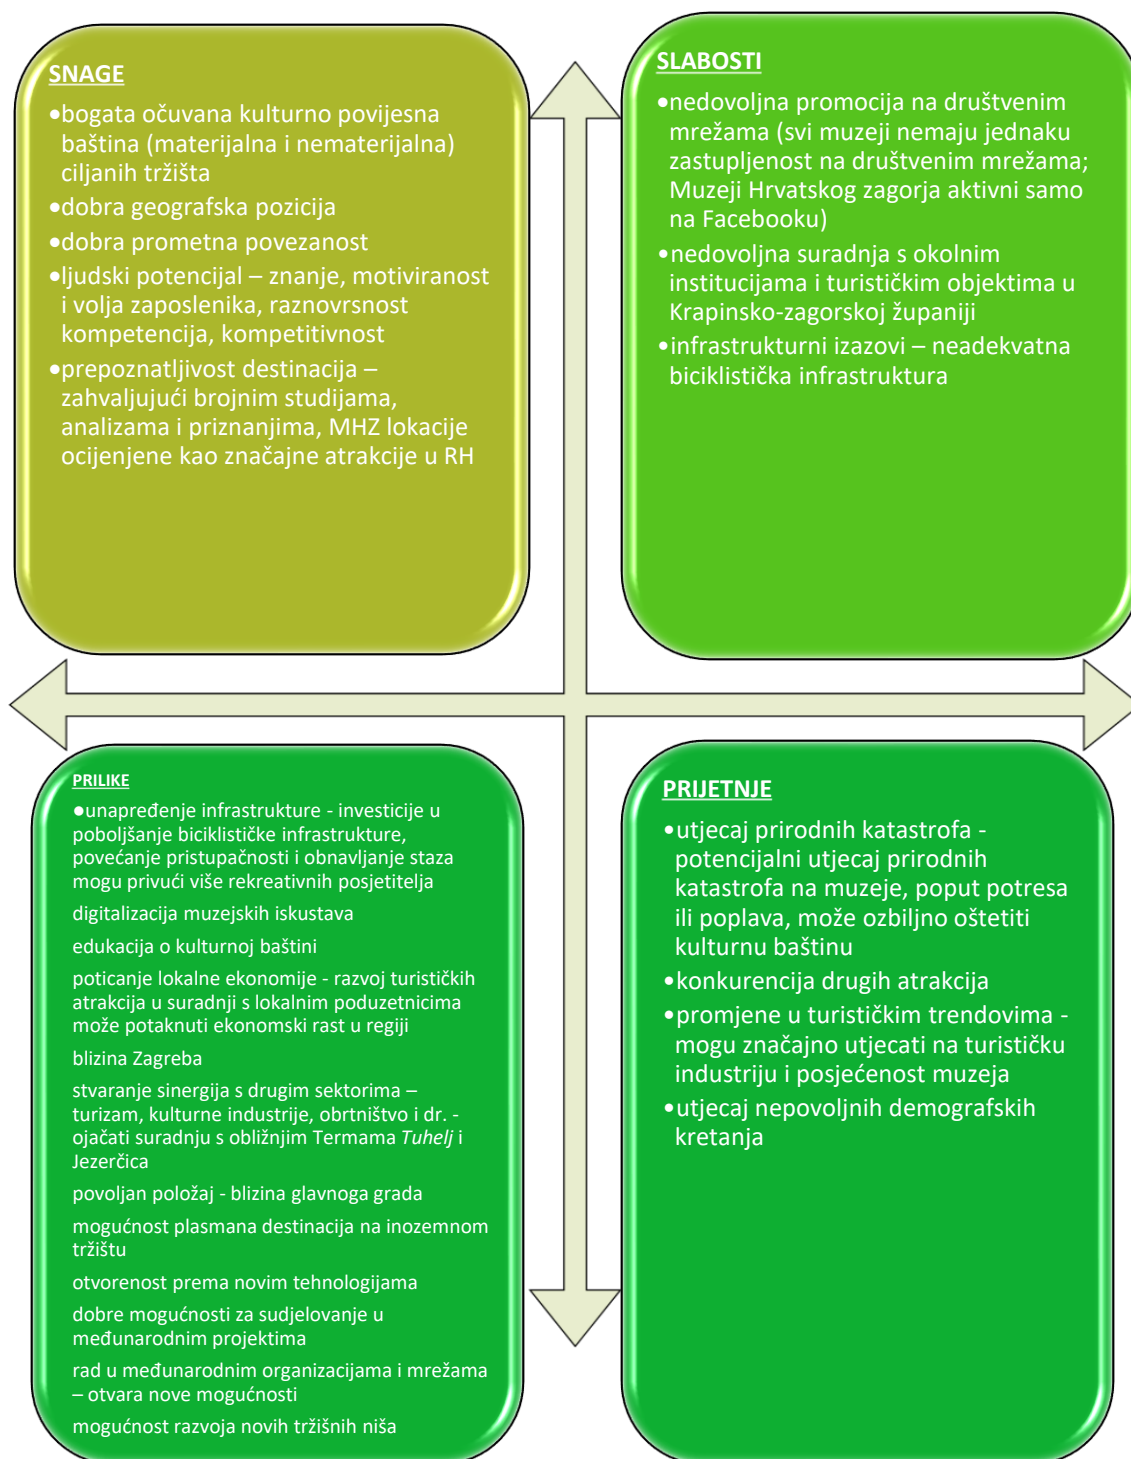 SNAGE
•bogata očuvana kulturno povijesna
baština (materijalna i nematerijalna)
ciljanih tržišta
•dobra geografska pozicija
•dobra prometna povezanost
•ljudski potencijal – znanje, motiviranost
i volja zaposlenika, raznovrsnost
kompetencija, kompetitivnost
•prepoznatljivost destinacija –
zahvaljujući brojnim studijama,
analizama i priznanjima, MHZ lokacije
ocijenjene kao značajne atrakcije u RH
SLABOSTI
•nedovoljna promocija na društvenim
mrežama (svi muzeji nemaju jednaku
zastupljenost na društvenim mrežama;
Muzeji Hrvatskog zagorja aktivni samo
na Facebooku)
•nedovoljna suradnja s okolnim
institucijama i turističkim objektima u
Krapinsko-zagorskoj županiji
•infrastrukturni izazovi – neadekvatna
biciklistička infrastruktura
PRILIKE
•unapređenje infrastrukture - investicije u
poboljšanje biciklističke infrastrukture,
povećanje pristupačnosti i obnavljanje staza
mogu privući više rekreativnih posjetitelja
digitalizacija muzejskih iskustava
edukacija o kulturnoj baštini
poticanje lokalne ekonomije - razvoj turističkih
atrakcija u suradnji s lokalnim poduzetnicima
može potaknuti ekonomski rast u regiji
blizina Zagreba
stvaranje sinergija s drugim sektorima –
turizam, kulturne industrije, obrtništvo i dr. -
ojačati suradnju s obližnjim Termama Tuhelj i
Jezerčica
povoljan položaj - blizina glavnoga grada
mogućnost plasmana destinacija na inozemnom
tržištu
otvorenost prema novim tehnologijama
dobre mogućnosti za sudjelovanje u
međunarodnim projektima
rad u međunarodnim organizacijama i mrežama
– otvara nove mogućnosti
mogućnost razvoja novih tržišnih niša
PRIJETNJE
•utjecaj prirodnih katastrofa -
potencijalni utjecaj prirodnih
katastrofa na muzeje, poput potresa
ili poplava, može ozbiljno oštetiti
kulturnu baštinu
•konkurencija drugih atrakcija
•promjene u turističkim trendovima -
mogu značajno utjecati na turističku
industriju i posjećenost muzeja
•utjecaj nepovoljnih demografskih
kretanja